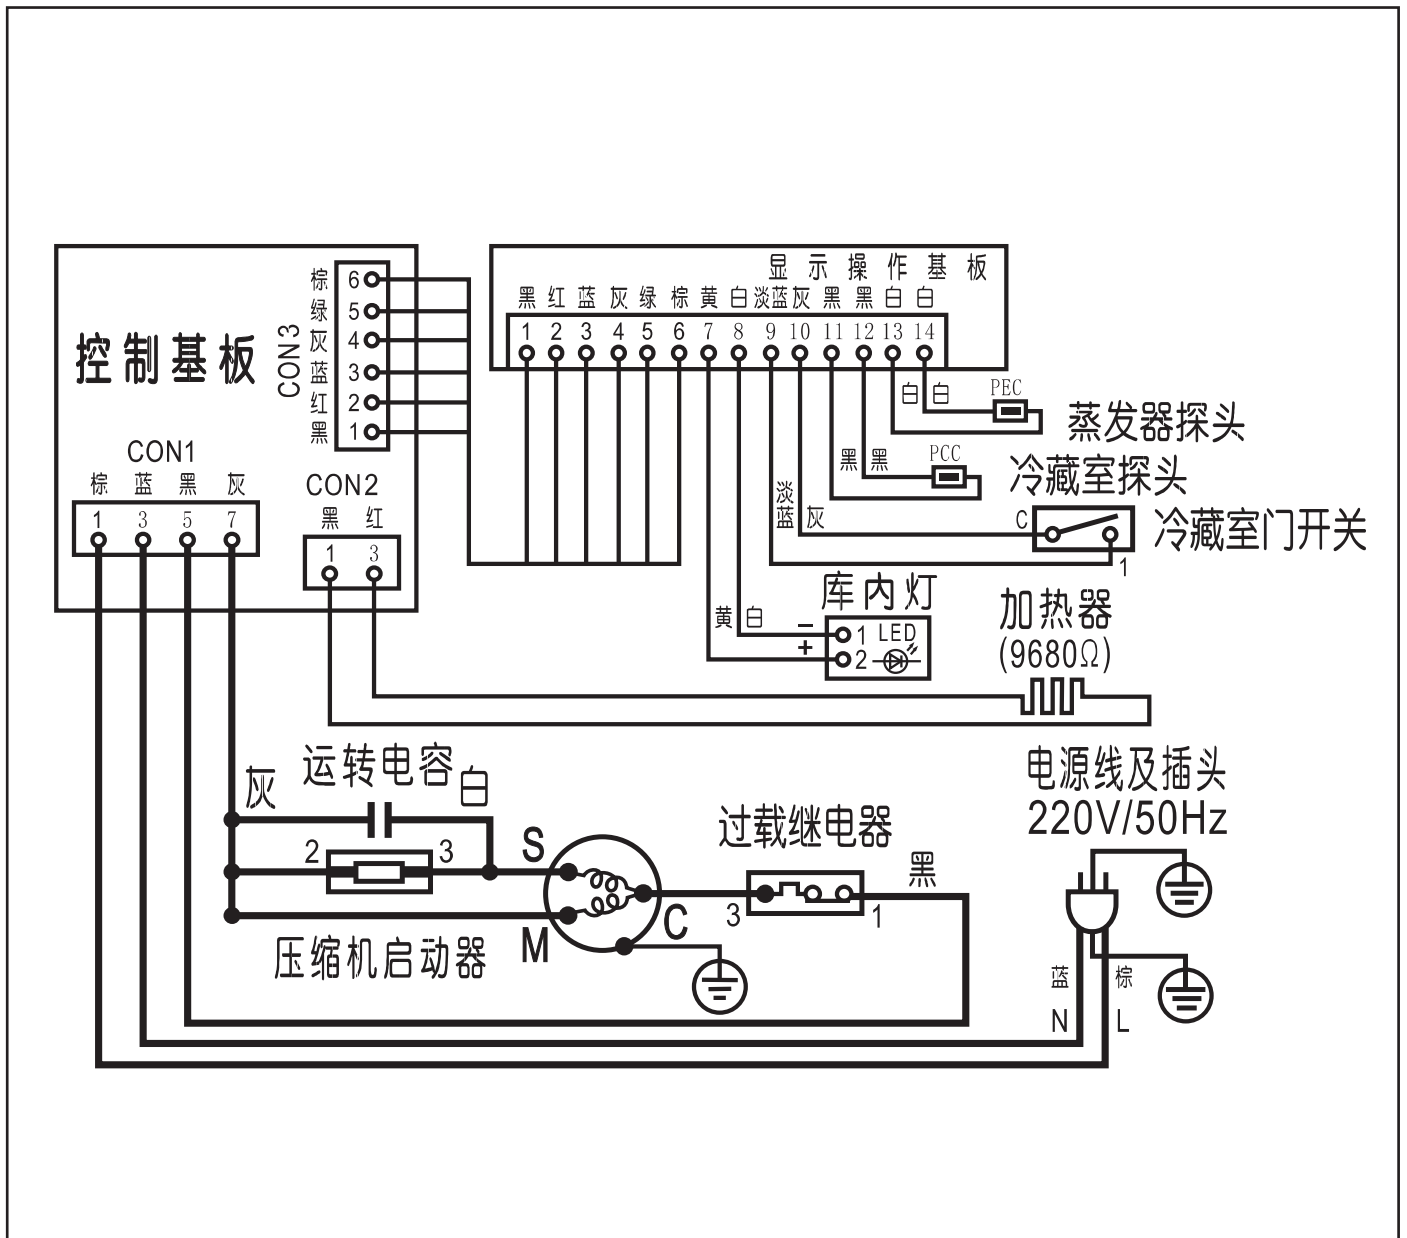 显示操作基板
黑 红 蓝 灰 绿 棕 黄 白 淡蓝 灰 黑 黑 白 白
1 2 3 4 5 6 7 8 9 10 11 12 13 14
控制基板
CON3
棕 6
绿 5
灰 4
蓝 3
红 2
黑 1
CON1
棕 蓝 黑 灰
1 3 5 7
CON2
黑 红
1 3
白 白
PEC
蒸发器探头
黑 黑
PCC
冷藏室探头
淡蓝 灰
C
1
冷藏室门开关
库内灯
黄 白
− 1 LED
+ 2
加热器
(9680Ω)
运转电容
灰
白
2 3
压缩机启动器
S
M
C
过载继电器
3 1
黑
电源线及插头
220V/50Hz
蓝 棕
N L